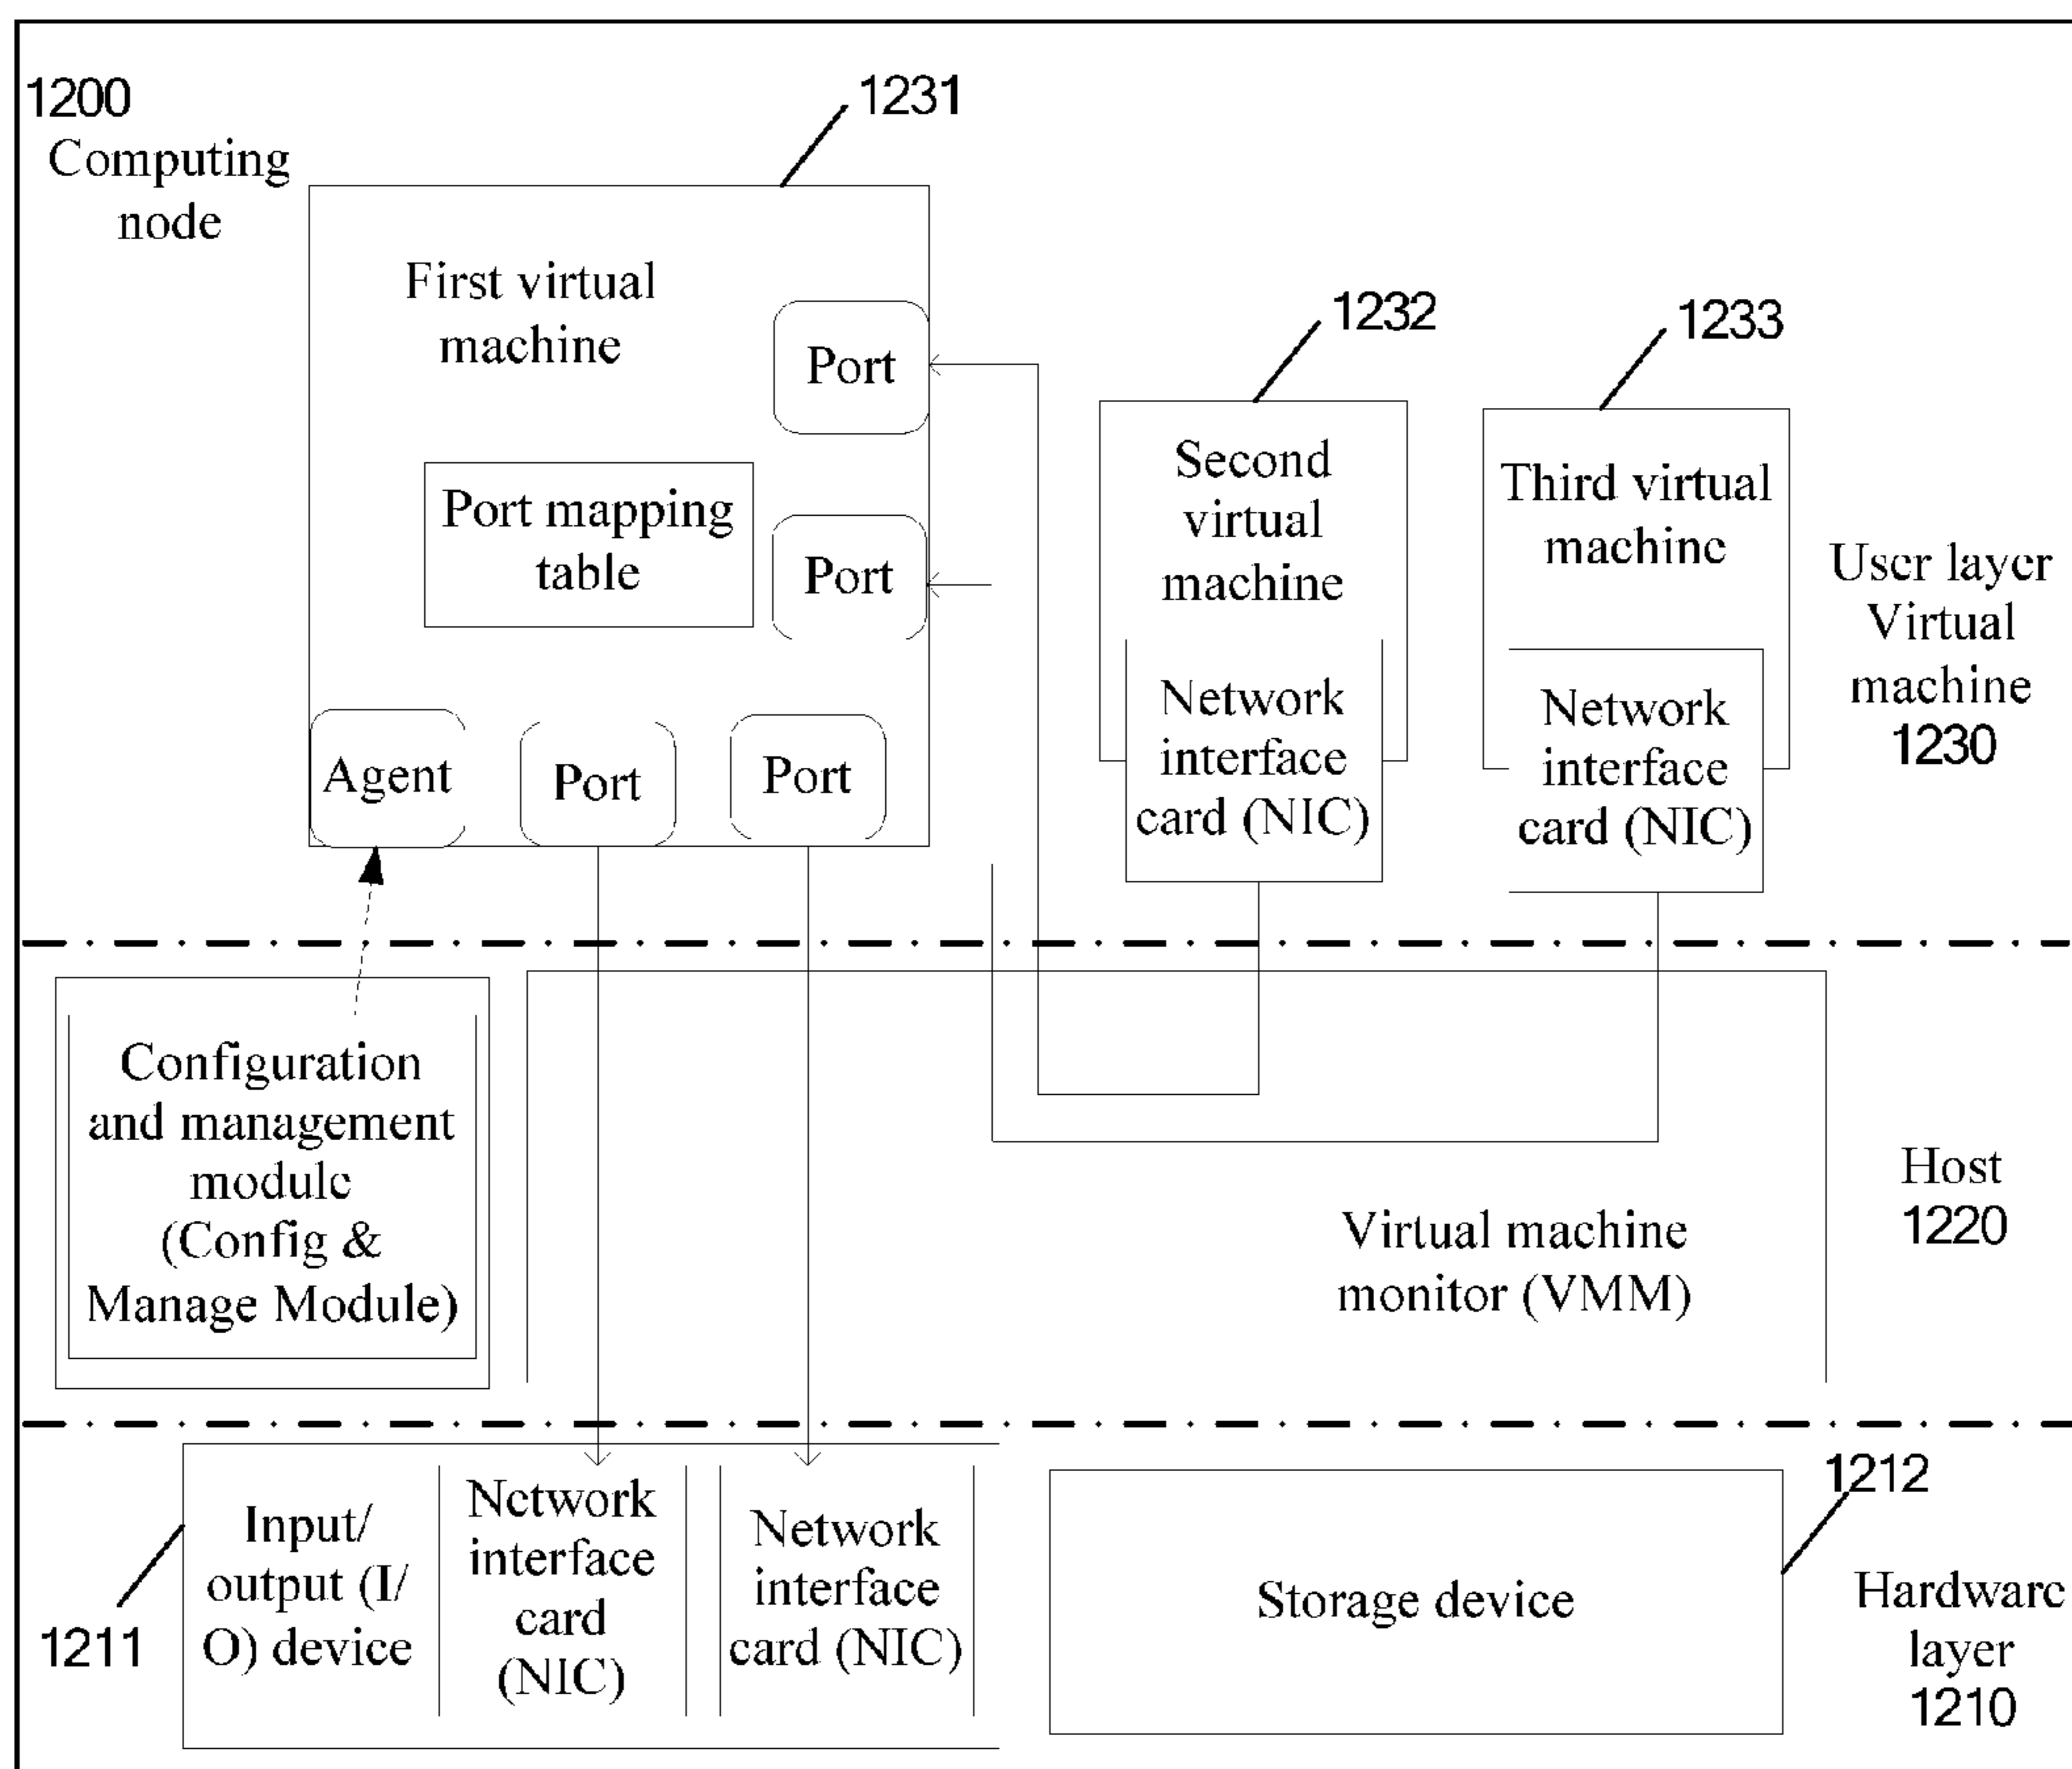 1200
Computing
node
1231
First virtual
machine
Port
Port mapping
table
Port
Agent
Port
Port
1232
Second
virtual
machine
Network
interface
card (NIC)
1233
Third virtual
machine
Network
interface
card (NIC)
User layer
Virtual
machine
1230
Configuration
and management
module
(Config &
Manage Module)
Virtual machine
monitor (VMM)
Host
1220
1211
Input/
output (I/
O) device
Network
interface
card
(NIC)
Network
interface
card (NIC)
Storage device
1212
Hardware
layer
1210